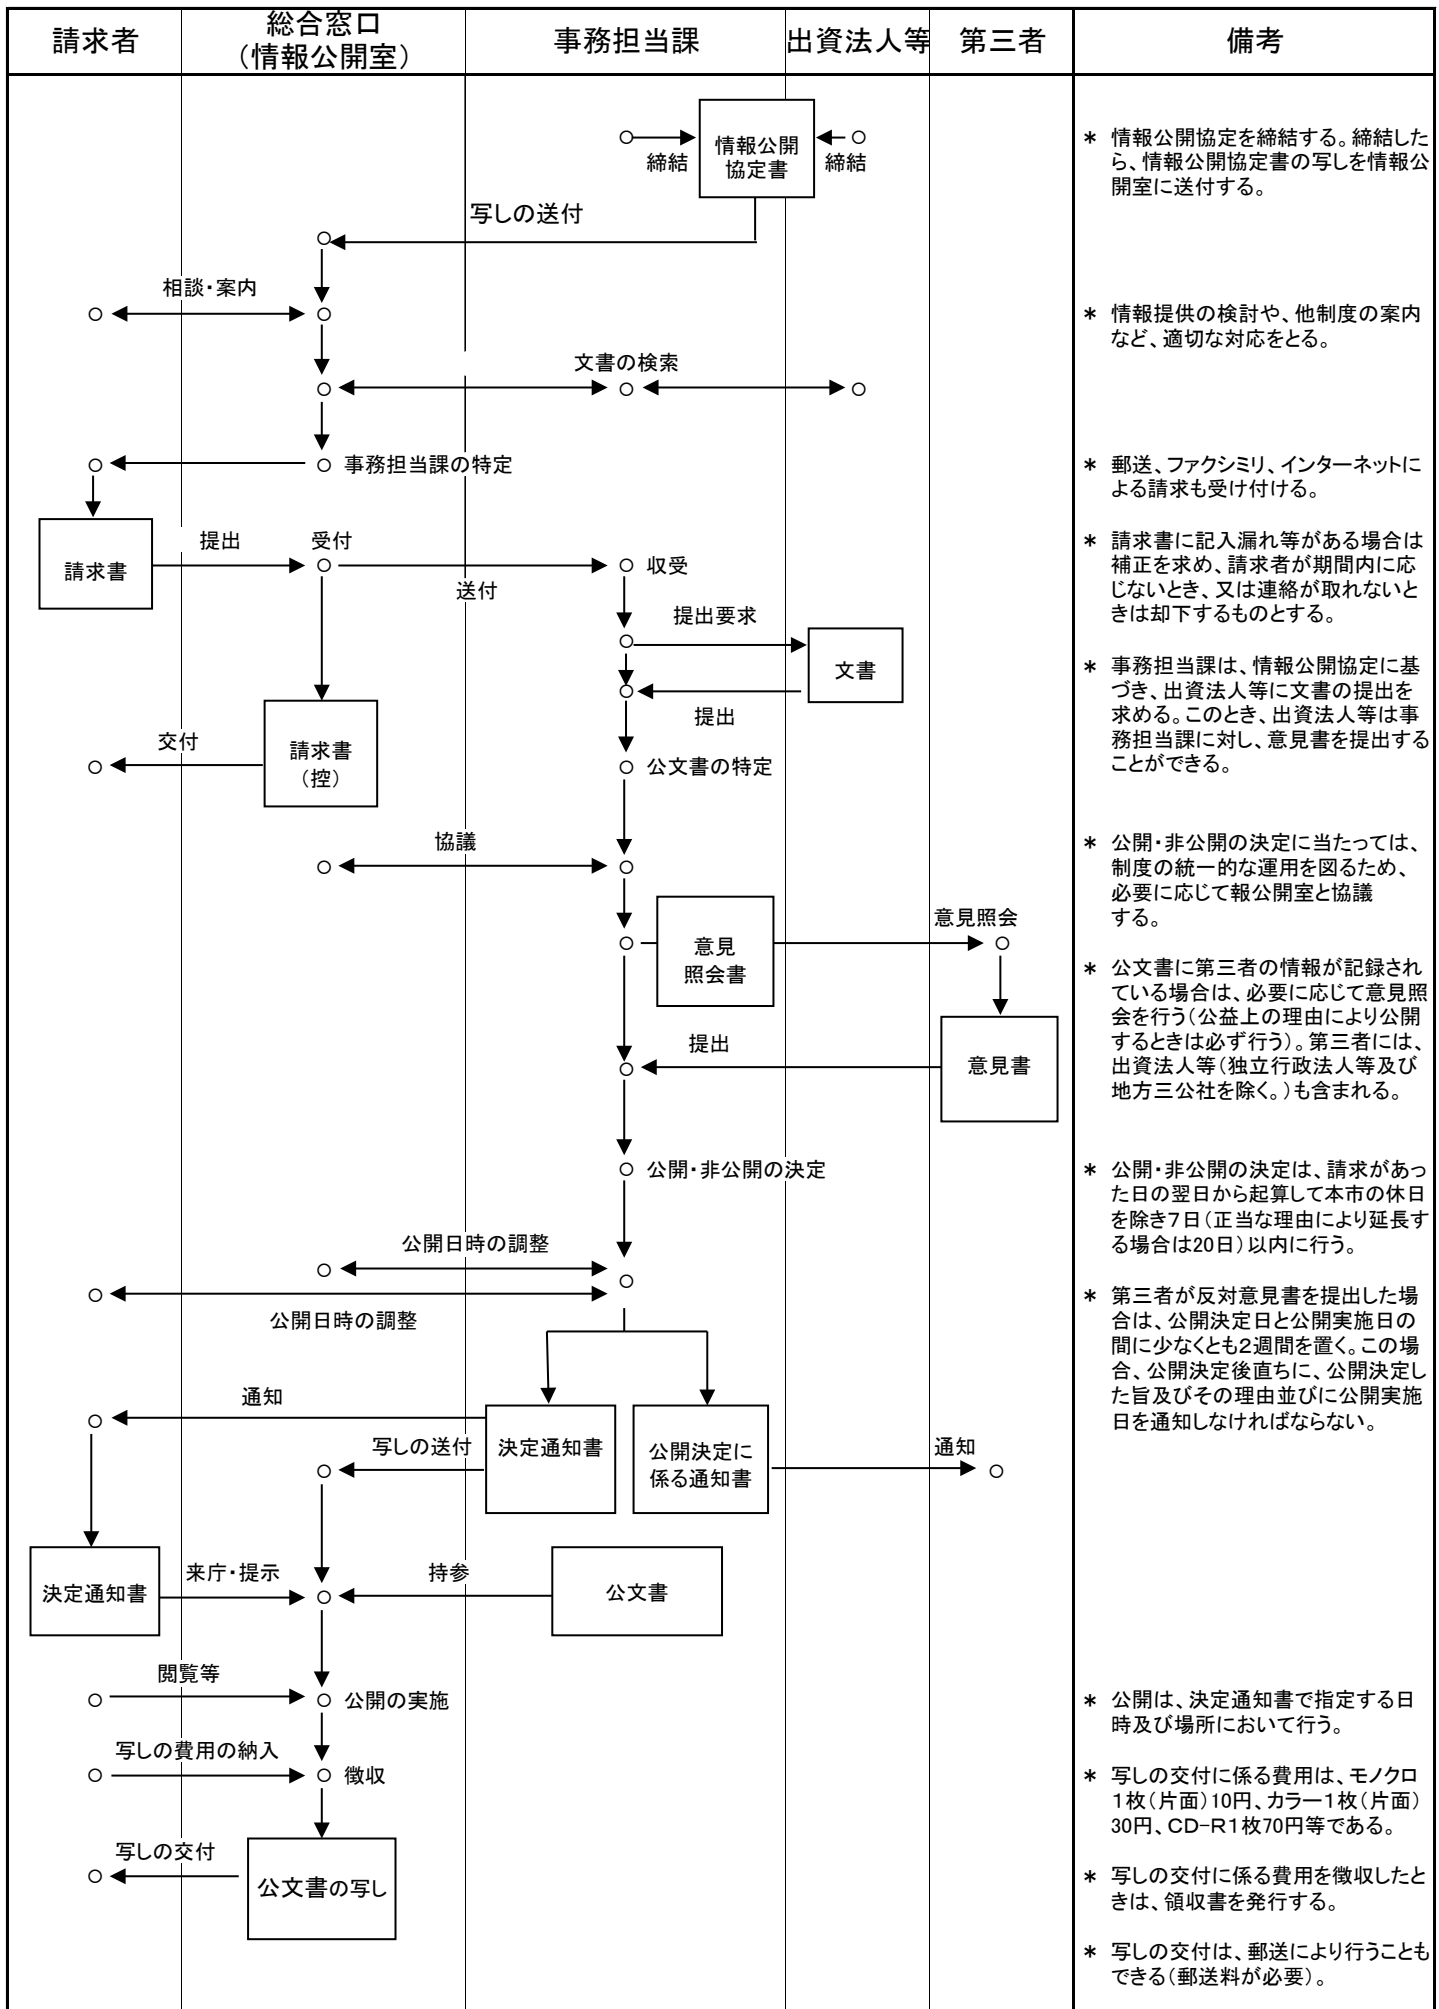 請求者
総合窓口
（情報公開室）
事務担当課
出資法人等
第三者
備考
情報公開
協定書
締結
締結
＊ 情報公開協定を締結する。締結した
ら、情報公開協定書の写しを情報公
開室に送付する。
写しの送付
相談・案内
＊ 情報提供の検討や、他制度の案内
など、適切な対応をとる。
文書の検索
事務担当課の特定
＊ 郵送、ファクシミリ、インターネットに
よる請求も受け付ける。
請求書
提出
受付
送付
収受
＊ 請求書に記入漏れ等がある場合は
補正を求め、請求者が期間内に応
じないとき、又は連絡が取れないと
きは却下するものとする。
提出要求
文書
提出
＊ 事務担当課は、情報公開協定に基
づき、出資法人等に文書の提出を
求める。このとき、出資法人等は事
務担当課に対し、意見書を提出する
ことができる。
交付
請求書
（控）
公文書の特定
協議
＊ 公開・非公開の決定に当たっては、
制度の統一的な運用を図るため、
必要に応じて報公開室と協議
する。
意見
照会書
意見照会
＊ 公文書に第三者の情報が記録され
ている場合は、必要に応じて意見照
会を行う（公益上の理由により公開
するときは必ず行う）。第三者には、
出資法人等（独立行政法人等及び
地方三公社を除く。）も含まれる。
提出
意見書
公開・非公開の決定
＊ 公開・非公開の決定は、請求があっ
た日の翌日から起算して本市の休日
を除き７日（正当な理由により延長す
る場合は20日）以内に行う。
公開日時の調整
公開日時の調整
＊ 第三者が反対意見書を提出した場
合は、公開決定日と公開実施日の
間に少なくとも２週間を置く。この場
合、公開決定後直ちに、公開決定し
た旨及びその理由並びに公開実施
日を通知しなければならない。
通知
写しの送付
決定通知書
公開決定に
係る通知書
通知
決定通知書
来庁・提示
持参
公文書
閲覧等
公開の実施
＊ 公開は、決定通知書で指定する日
時及び場所において行う。
写しの費用の納入
徴収
＊ 写しの交付に係る費用は、モノクロ
１枚（片面）10円、カラー１枚（片面）
30円、ＣＤ-Ｒ１枚70円等である。
写しの交付
公文書の写し
＊ 写しの交付に係る費用を徴収したと
きは、領収書を発行する。
＊ 写しの交付は、郵送により行うことも
できる（郵送料が必要）。